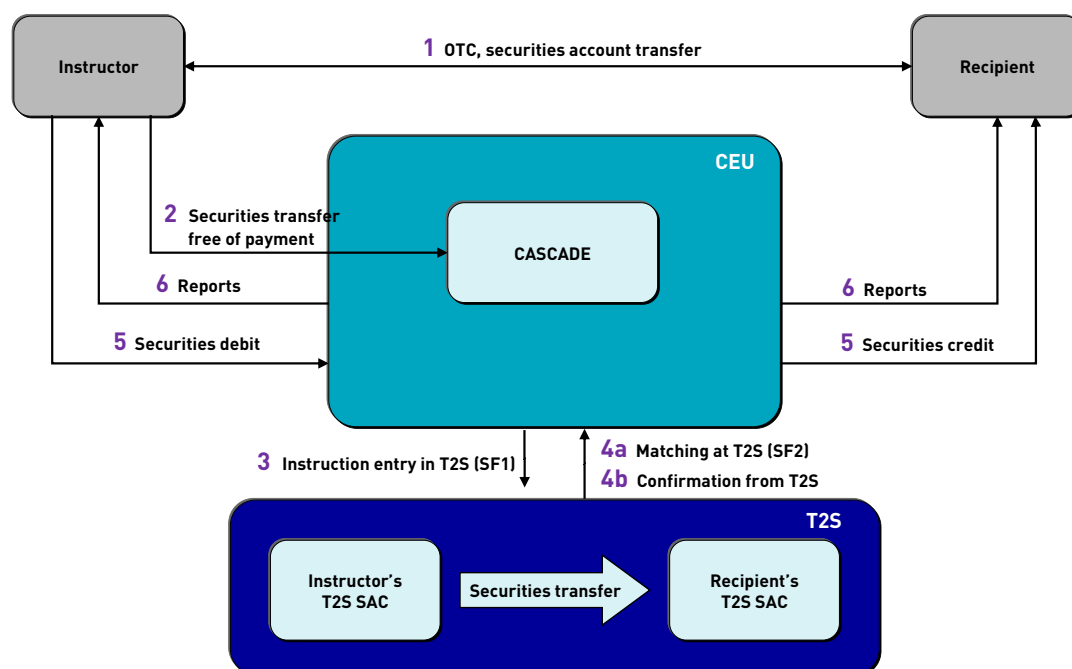 1 OTC, securities account transfer
Instructor
Recipient
CEU
2 Securities transfer
free of payment
CASCADE
6 Reports
6 Reports
5 Securities debit
5 Securities credit
3 Instruction entry in T2S (SF1)
4a Matching at T2S (SF2)
4b Confirmation from T2S
T2S
Instructor’s
T2S SAC
Securities transfer
Recipient’s
T2S SAC